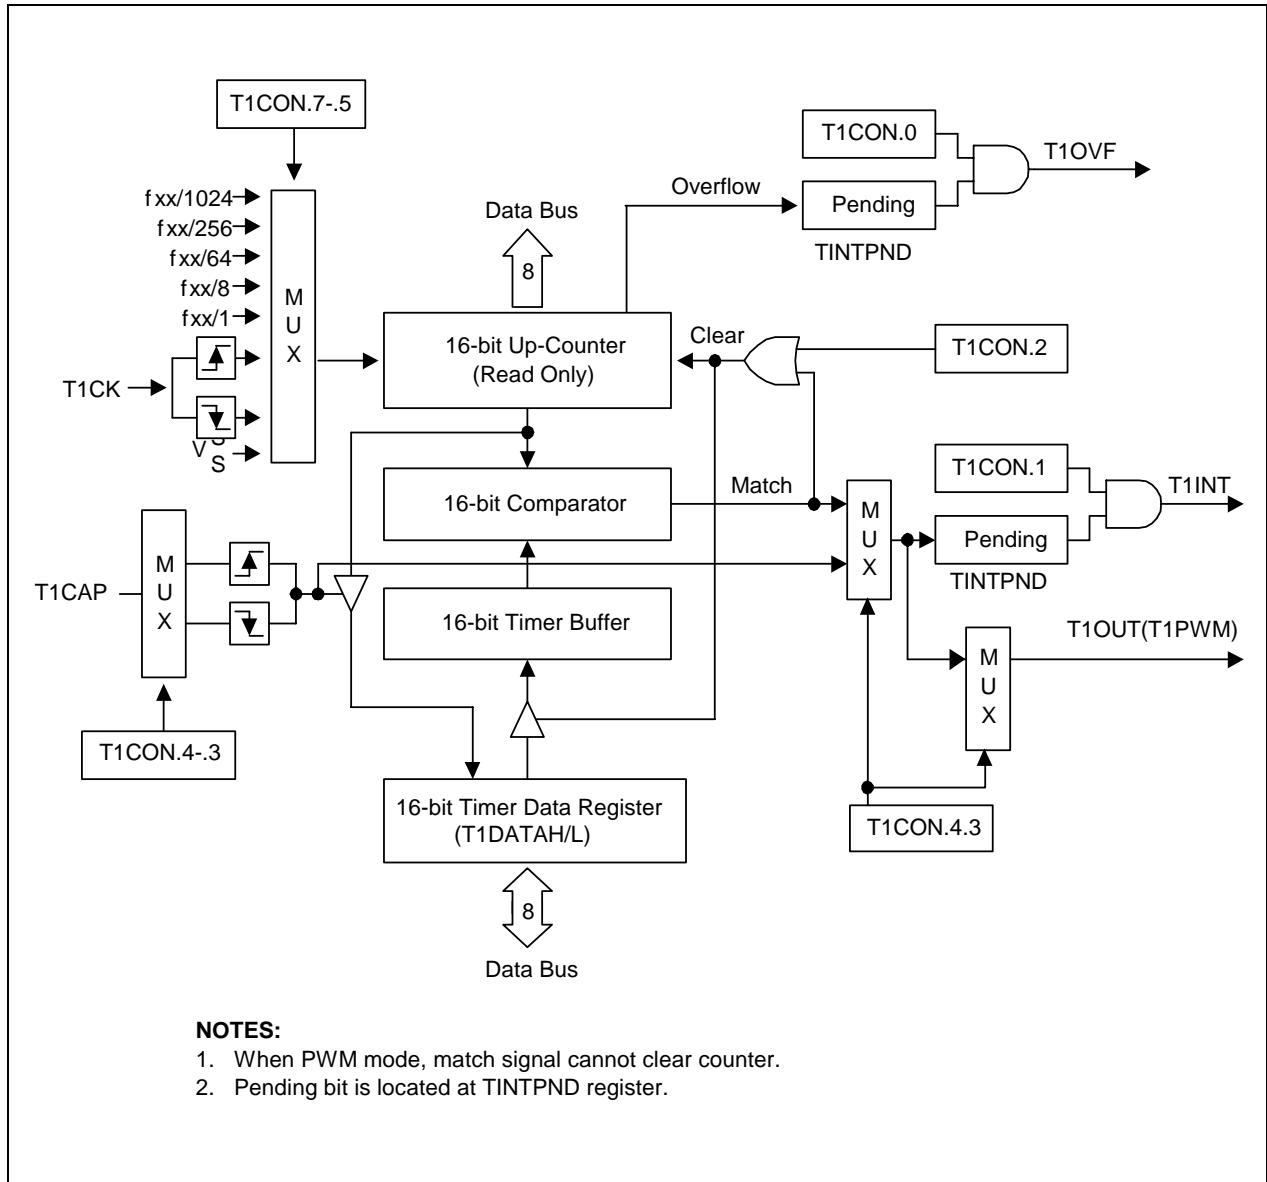 T1CON.7-.5
fxx/1024
fxx/256
fxx/64
fxx/8
fxx/1
T1CK
V
S
M
U
X
Data Bus
8
16-bit Up-Counter
(Read Only)
Overflow
T1CON.0
Pending
TINTPND
T1OVF
Clear
T1CON.2
16-bit Comparator
Match
M
U
X
T1CON.1
Pending
TINTPND
T1INT
T1CAP
M
U
X
T1CON.4-.3
16-bit Timer Buffer
M
U
X
T1OUT(T1PWM)
T1CON.4.3
16-bit Timer Data Register
(T1DATAH/L)
8
Data Bus
NOTES:
1. When PWM mode, match signal cannot clear counter.
2. Pending bit is located at TINTPND register.